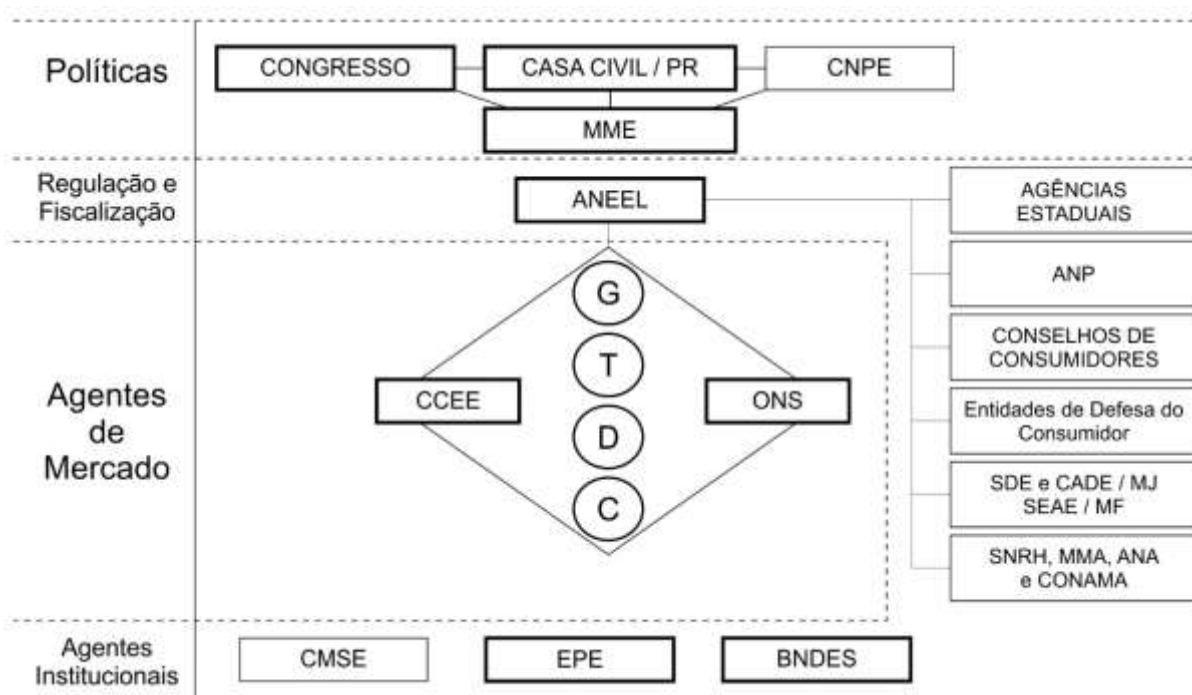 Políticas
CONGRESSO
CASA CIVIL / PR
CNPE
MME
Regulação e
Fiscalização
ANEEL
AGÊNCIAS
ESTADUAIS
ANP
CONSELHOS DE
CONSUMIDORES
Entidades de Defesa do
Consumidor
SDE e CADE / MJ
SEAE / MF
SNRH, MMA, ANA
e CONAMA
Agentes
de
Mercado
G
T
D
C
CCEE
ONS
Agentes
Institucionais
CMSE
EPE
BNDES